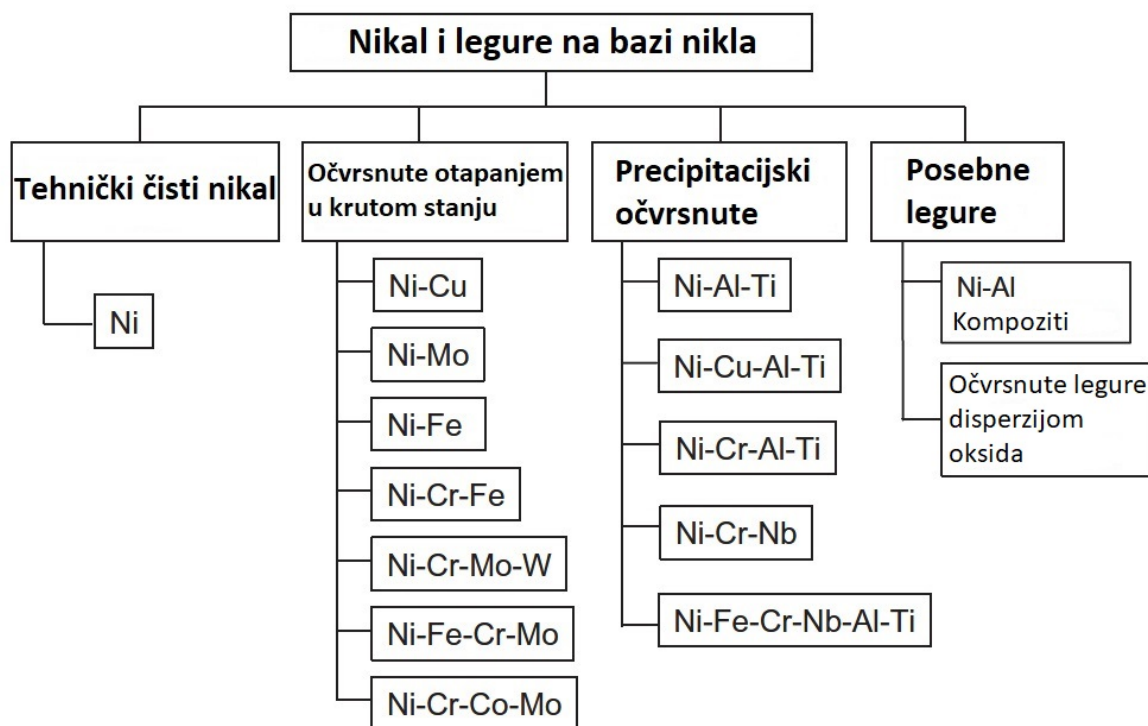 Nikal i legure na bazi nikla
Tehnički čisti nikal
Ni
Očvrsnute otapanjem
u krutom stanju
Ni-Cu
Ni-Mo
Ni-Fe
Ni-Cr-Fe
Ni-Cr-Mo-W
Ni-Fe-Cr-Mo
Ni-Cr-Co-Mo
Precipitacijski
očvrsnute
Ni-Al-Ti
Ni-Cu-Al-Ti
Ni-Cr-Al-Ti
Ni-Cr-Nb
Ni-Fe-Cr-Nb-Al-Ti
Posebne
legure
Ni-Al
Kompoziti
Očvrsnute legure
disperzijom
oksida